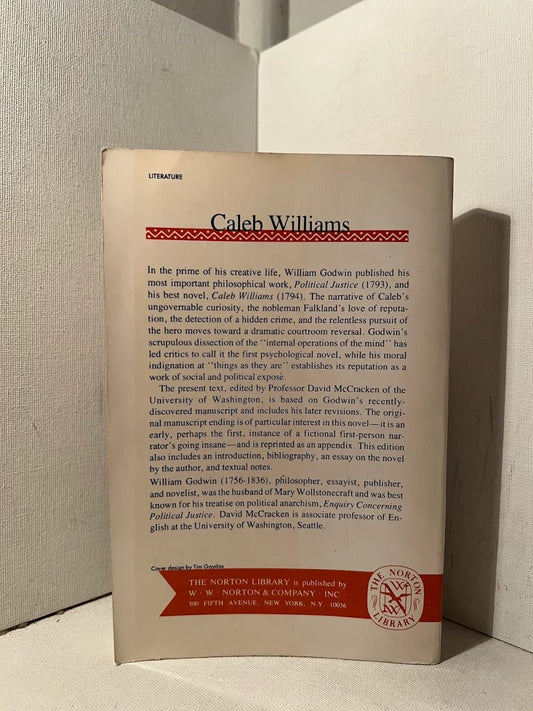 LITERATURE
Caleb Williams
In the prime of his creative life, William Godwin published his
most important philosophical work, Political Justice (1793), and
his best novel, Caleb Williams (1794). The narrative of Caleb's
ungovernable curiosity, the nobleman Falkland's love of reputa-
tion, the detection of a hidden crime, and the relentless pursuit of
the hero moves toward a dramatic courtroom reversal. Godwin's
scrupulous dissection of the "internal operations of the mind" has
led critics to call it the first psychological novel, while his moral
indignation at "things as they are" establishes its reputation as a
work of social and political exposé.
The present text, edited by Professor David McCracken of the
University of Washington, is based on Godwin's recently-
discovered manuscript and includes his later revisions. The orig-
inal manuscript ending is of particular interest in this novel—it is an
early, perhaps the first, instance of a fictional first-person nar-
rator's going insane—and is reprinted as an appendix. This edition
also includes an introduction, bibliography, an essay on the novel
by the author, and textual notes.
William Godwin (1756-1836), philosopher, essayist, publisher,
and novelist, was the husband of Mary Wollstonecraft and was best
known for his treatise on political anarchism, Enquiry Concerning
Political Justice. David McCracken is associate professor of En-
glish at the University of Washington, Seattle.
Cover design by Tim Gaydos
THE NORTON LIBRARY is published by
W · W · NORTON & COMPANY · INC ·
500 FIFTH AVENUE, NEW YORK, N.Y. 10036
THE NORTON
LIBRARY